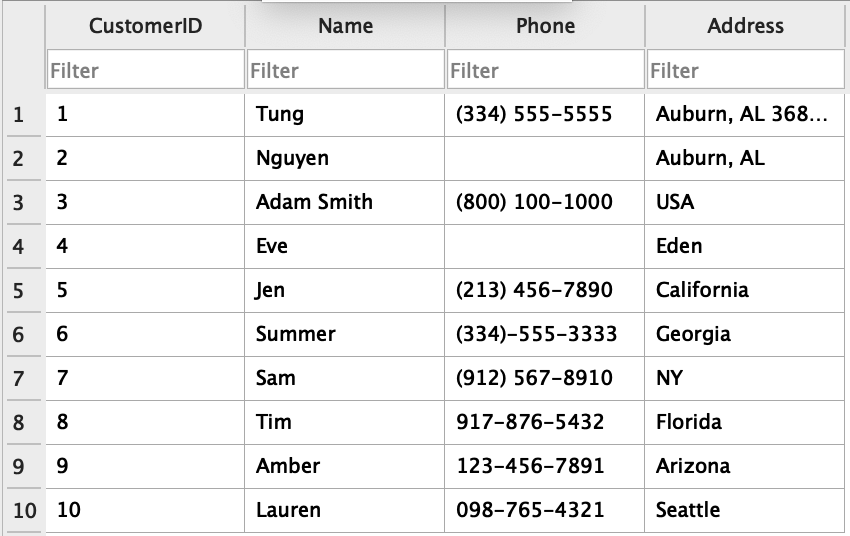 CustomerID Name Phone Address
Filter Filter Filter Filter
1 1 Tung (334) 555-5555 Auburn, AL 368...
2 2 Nguyen Auburn, AL
3 3 Adam Smith (800) 100-1000 USA
4 4 Eve Eden
5 5 Jen (213) 456-7890 California
6 6 Summer (334)-555-3333 Georgia
7 7 Sam (912) 567-8910 NY
8 8 Tim 917-876-5432 Florida
9 9 Amber 123-456-7891 Arizona
10 10 Lauren 098-765-4321 Seattle